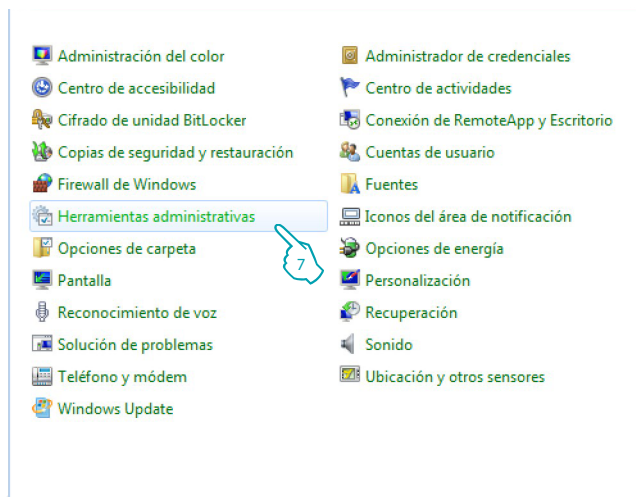 Administración del color
Administrador de credenciales
Centro de accesibilidad
Centro de actividades
Cifrado de unidad BitLocker
Conexión de RemoteApp y Escritorio
Copias de seguridad y restauración
Cuentas de usuario
Firewall de Windows
Fuentes
Herramientas administrativas
Iconos del área de notificación
Opciones de carpeta
7
Opciones de energía
Pantalla
Personalización
Reconocimiento de voz
Recuperación
Solución de problemas
Sonido
Teléfono y módem
Ubicación y otros sensores
Windows Update